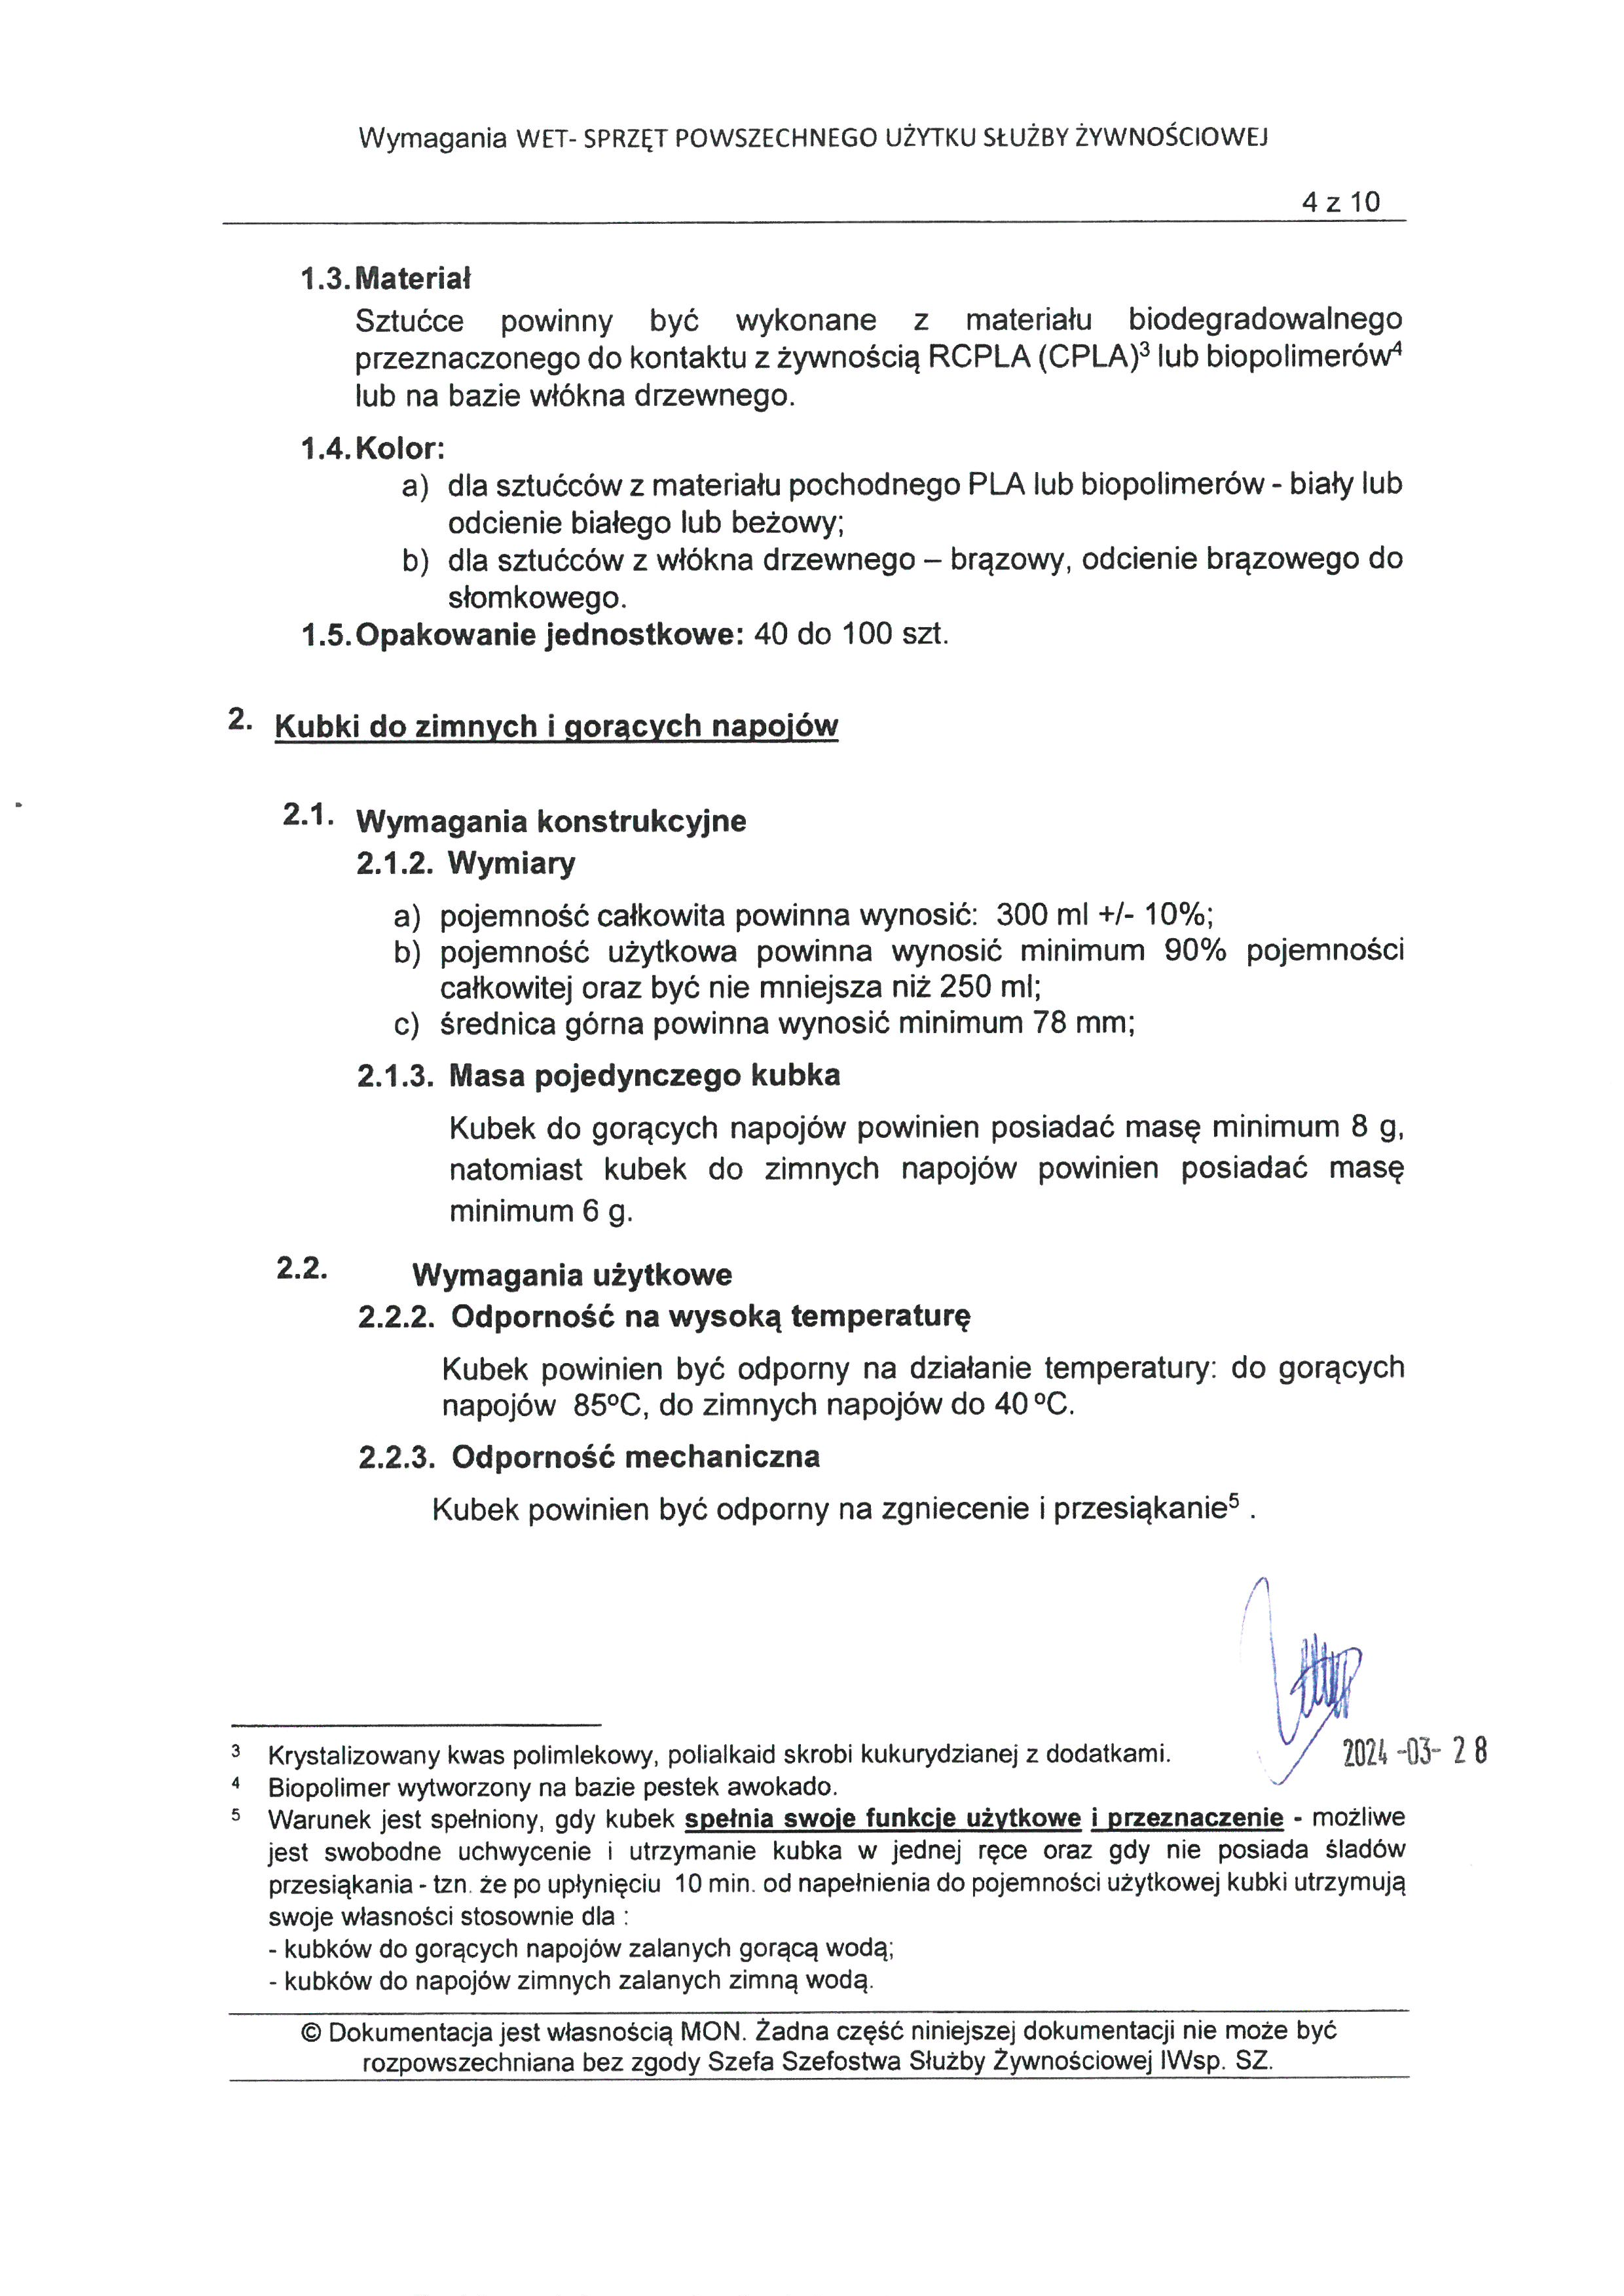 Wymagania WET- SPRZĘT POWSZECHNEGO UŻYTKU SŁUŻBY ŻYWNOŚCIOWEJ
4 z 10
1.3. Materiał
Sztućce powinny być wykonane z materiału biodegradowalnego
przeznaczonego do kontaktu z żywnością RCPLA (CPLA)³ lub biopolimerów⁴
lub na bazie włókna drzewnego.
1.4. Kolor:
a) dla sztućców z materiału pochodnego PLA lub biopolimerów - biały lub
odcienie białego lub beżowy;
b) dla sztućców z włókna drzewnego – brązowy, odcienie brązowego do
słomkowego.
1.5. Opakowanie jednostkowe: 40 do 100 szt.
2. Kubki do zimnych i gorących napojów
2.1. Wymagania konstrukcyjne
2.1.2. Wymiary
a) pojemność całkowita powinna wynosić: 300 ml +/- 10%;
b) pojemność użytkowa powinna wynosić minimum 90% pojemności
całkowitej oraz być nie mniejsza niż 250 ml;
c) średnica górna powinna wynosić minimum 78 mm;
2.1.3. Masa pojedynczego kubka
Kubek do gorących napojów powinien posiadać masę minimum 8 g,
natomiast kubek do zimnych napojów powinien posiadać masę
minimum 6 g.
2.2. Wymagania użytkowe
2.2.2. Odporność na wysoką temperaturę
Kubek powinien być odporny na działanie temperatury: do gorących
napojów 85ºC, do zimnych napojów do 40 ºC.
2.2.3. Odporność mechaniczna
Kubek powinien być odporny na zgniecenie i przesiąkanie⁵ .
³ Krystalizowany kwas polimlekowy, polialkaid skrobi kukurydzianej z dodatkami.
2024 -03- 2 8
⁴ Biopolimer wytworzony na bazie pestek awokado.
⁵ Warunek jest spełniony, gdy kubek spełnia swoje funkcje użytkowe i przeznaczenie - możliwe
jest swobodne uchwycenie i utrzymanie kubka w jednej ręce oraz gdy nie posiada śladów
przesiąkania - tzn. że po upłynięciu 10 min. od napełnienia do pojemności użytkowej kubki utrzymują
swoje własności stosownie dla :
- kubków do gorących napojów zalanych gorącą wodą;
- kubków do napojów zimnych zalanych zimną wodą.
© Dokumentacja jest własnością MON. Żadna część niniejszej dokumentacji nie może być
rozpowszechniana bez zgody Szefa Szefostwa Służby Żywnościowej IWsp. SZ.